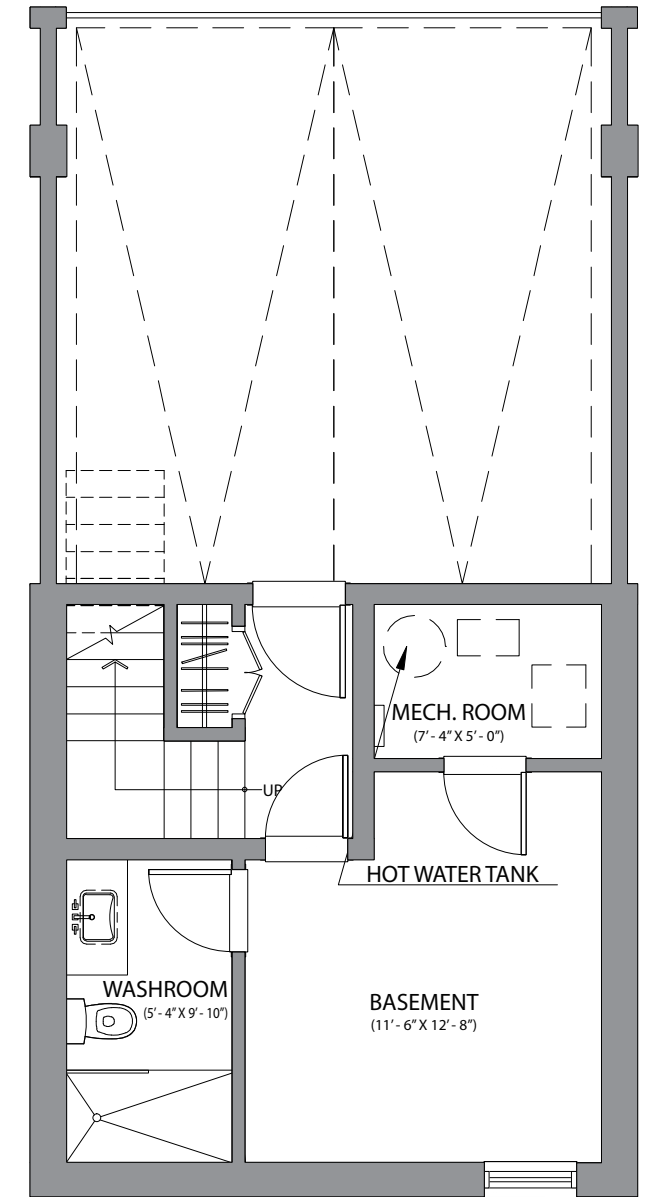 MECH. ROOM
(7' - 4" X 5' - 0")
UP
HOT WATER TANK
WASHROOM
(5' - 4" X 9' - 10")
BASEMENT
(11' - 6" X 12' - 8")